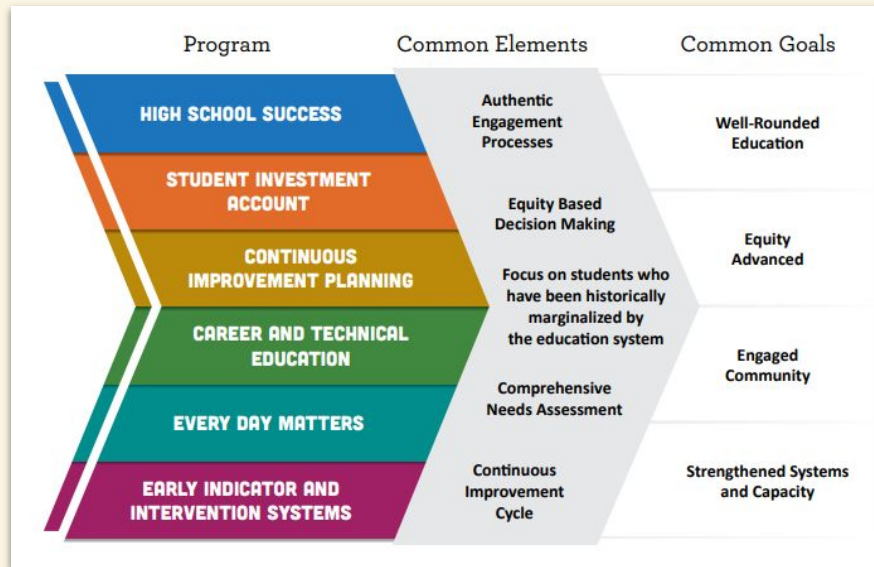 Program
Common Elements
Common Goals
HIGH SCHOOL SUCCESS
STUDENT INVESTMENT
ACCOUNT
CONTINUOUS
IMPROVEMENT PLANNING
CAREER AND TECHNICAL
EDUCATION
EVERY DAY MATTERS
EARLY INDICATOR AND
INTERVENTION SYSTEMS
Authentic
Engagement
Processes
Equity Based
Decision Making
Focus on students who
have been historically
marginalized by
the education system
Comprehensive
Needs Assessment
Continuous
Improvement
Cycle
Well-Rounded
Education
Equity
Advanced
Engaged
Community
Strengthened Systems
and Capacity